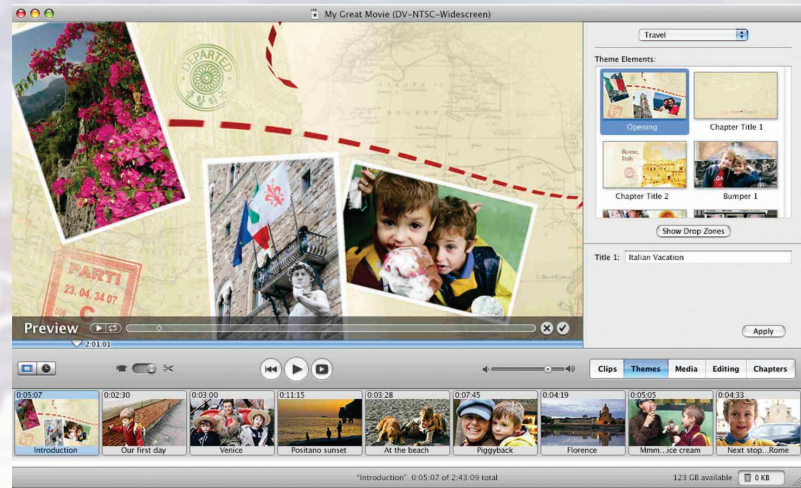 My Great Movie (DV-NTSC-Widescreen)
DEPARTED
PARTI
23. 04. 34 07
C
Travel
Theme Elements:
Opening
Chapter Title 1
Rome,
Italy
Chapter Title 2
Bumper 1
Show Drop Zones
Title 1: Italian Vacation
Apply
Preview
2:01:01
Clips Themes Media Editing Chapters
0:05:07 0:02:30 0:03:00 0:11:15 0:03:28 0:07:45 0:04:19 0:05:05 0:04:33
Introduction Our first day Venice Positano sunset At the beach Piggyback Florence Mmm...ice cream Next stop...Rome
"Introduction" 0:05:07 of 2:43:09 total
123 GB available 0 KB